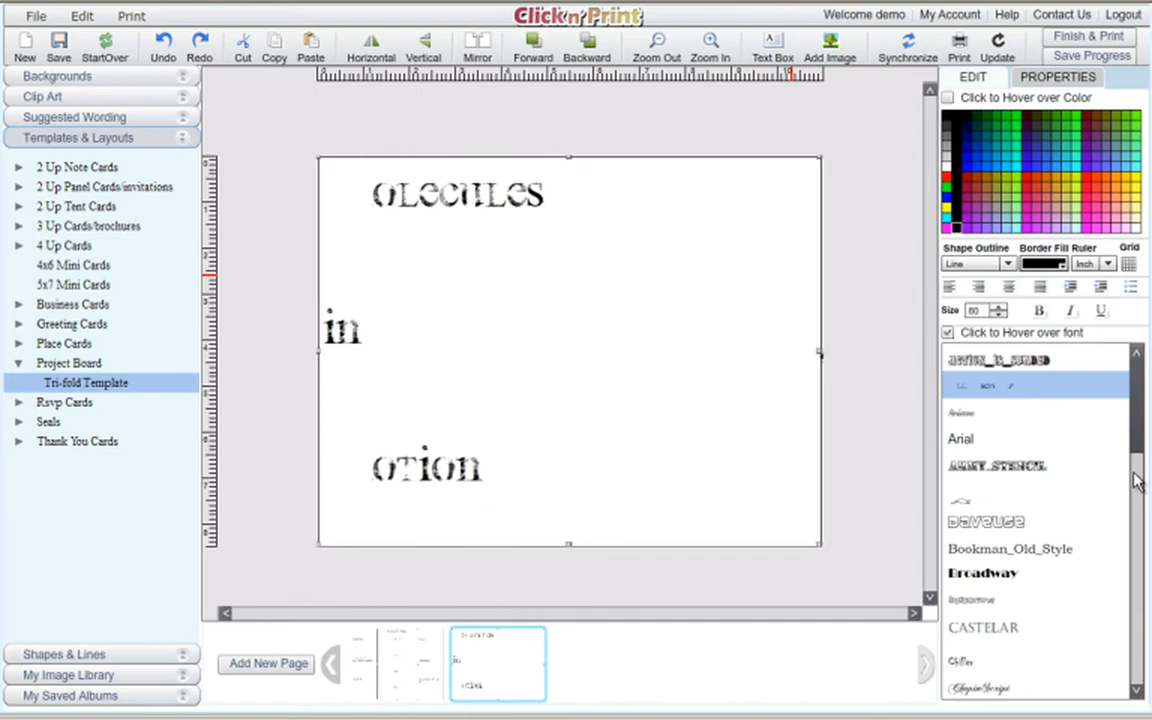 File Edit Print
Click n' Print
Welcome demo My Account Help Contact Us Logout
New Save StartOver Undo Redo Cut Copy Paste Horizontal Vertical Mirror Forward Backward Zoom Out Zoom In Text Box Add Image Synchronize Print Update
Finish & Print
Save Progress
Backgrounds
Clip Art
Suggested Wording
Templates & Layouts
2 Up Note Cards
2 Up Panel Cards/invitations
2 Up Tent Cards
3 Up Cards/brochures
4 Up Cards
4x6 Mini Cards
5x7 Mini Cards
Business Cards
Greeting Cards
Place Cards
Project Board
Tri-fold Template
Rsvp Cards
Seals
Thank You Cards
Shapes & Lines
My Image Library
My Saved Albums
olecules
in
otion
Add New Page
EDIT PROPERTIES
Click to Hover over Color
Shape Outline Border Fill Ruler Grid
Line Inch
Size 60 B I U
Click to Hover over font
Arial
ARMY_STENCIL
Bookman_Old_Style
Broadway
CASTELAR
Chiller
ChopinScript